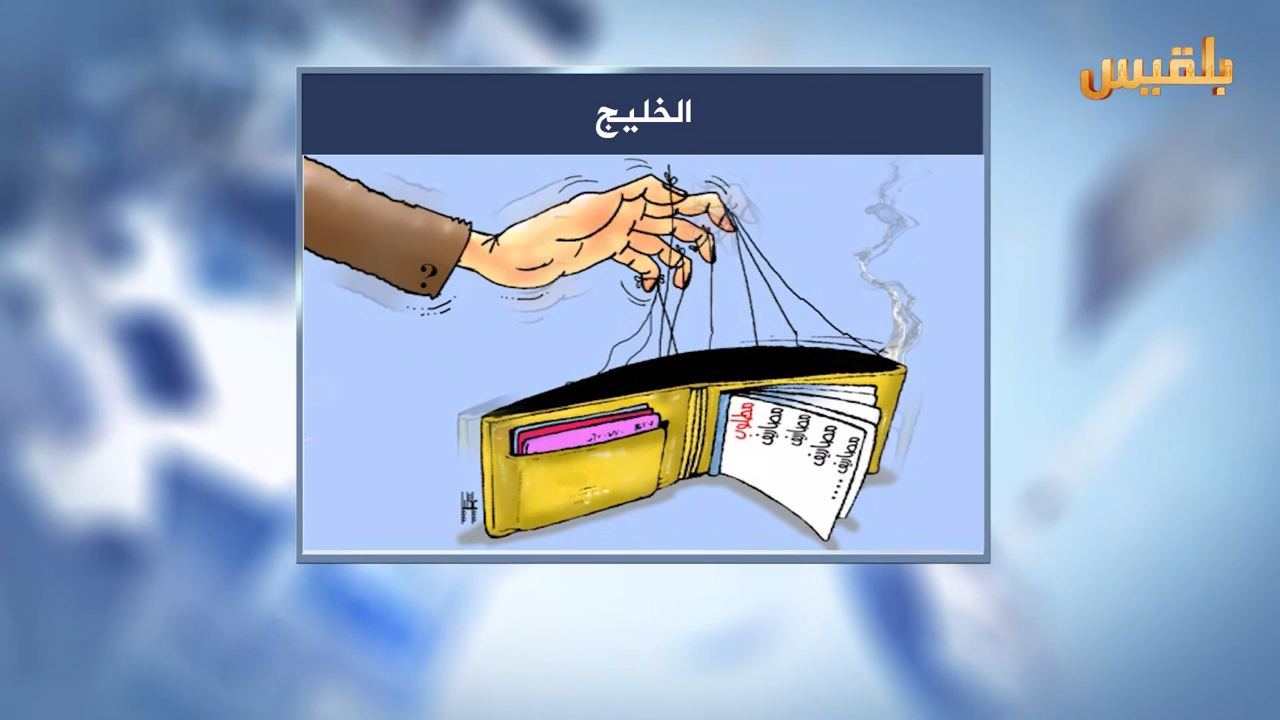 بلقيس
الخليج
؟
مطلوب
مصاريف
مصاريف
مصاريف
مصاريف ....